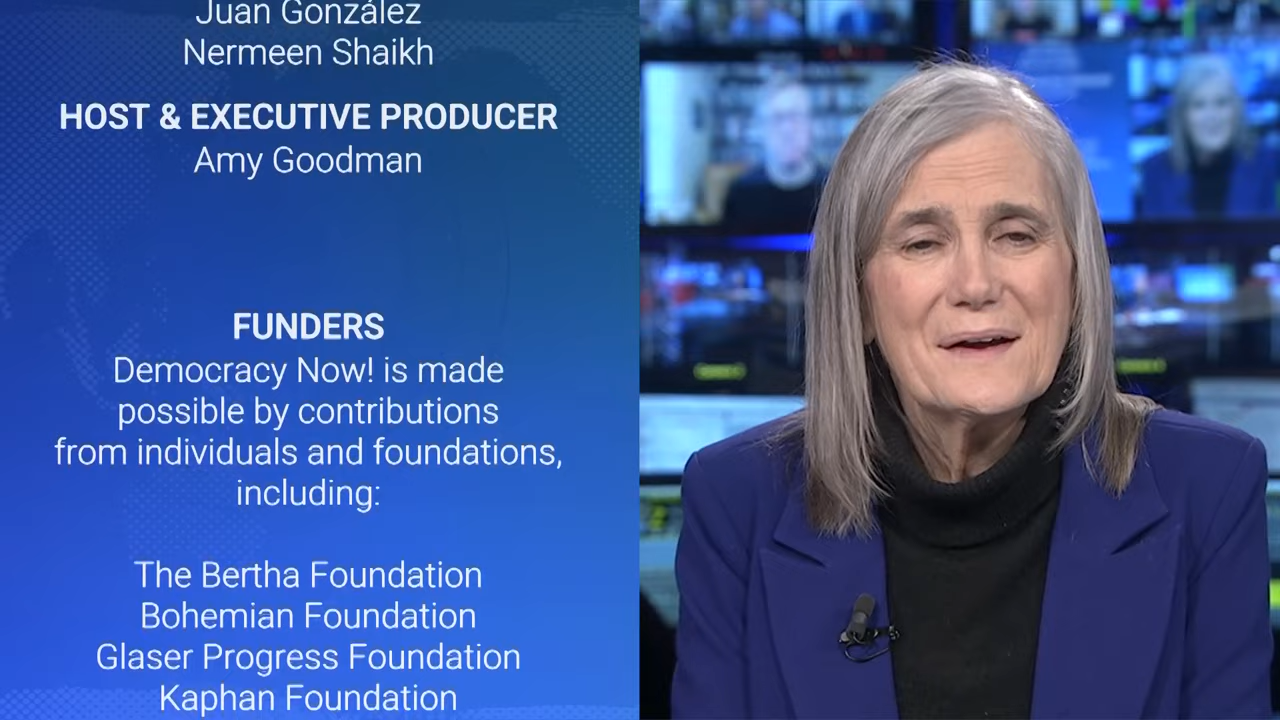 Juan González
Nermeen Shaikh
HOST & EXECUTIVE PRODUCER
Amy Goodman
FUNDERS
Democracy Now! is made
possible by contributions
from individuals and foundations,
including:
The Bertha Foundation
Bohemian Foundation
Glaser Progress Foundation
Kaphan Foundation